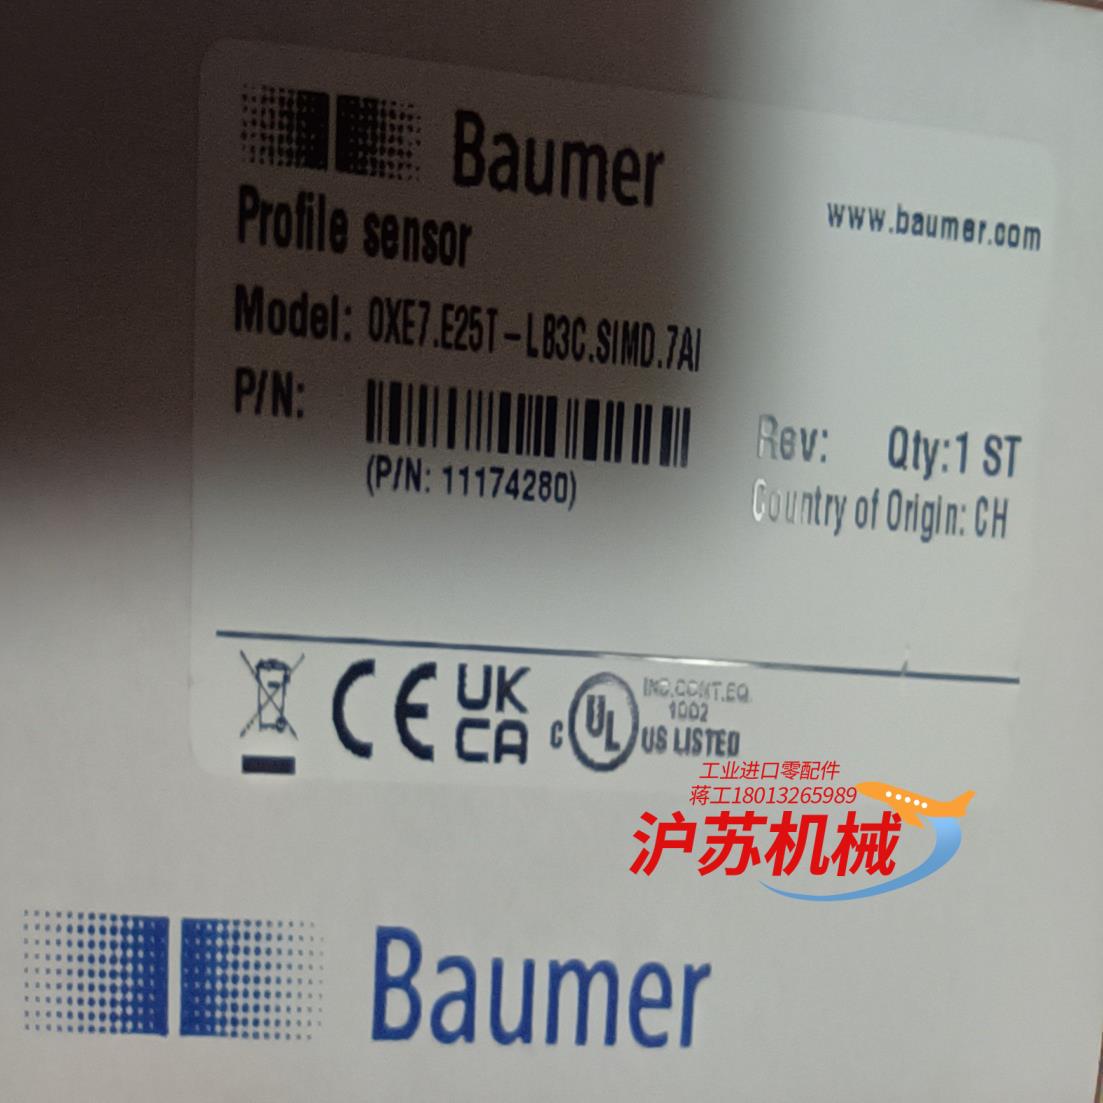 Baumer
www.baumer.com
Profile sensor
Model: OXE7.E25T-LB3C.SIMD.7AI
P/N:
(P/N: 11174280)
Rev: Qty:1 ST
Country of Origin: CH
CE
UK
CA
C UL US LISTED
IND.CONT.EQ.
1002
工业进口零配件
蒋工18013265989
沪苏机械
Baumer